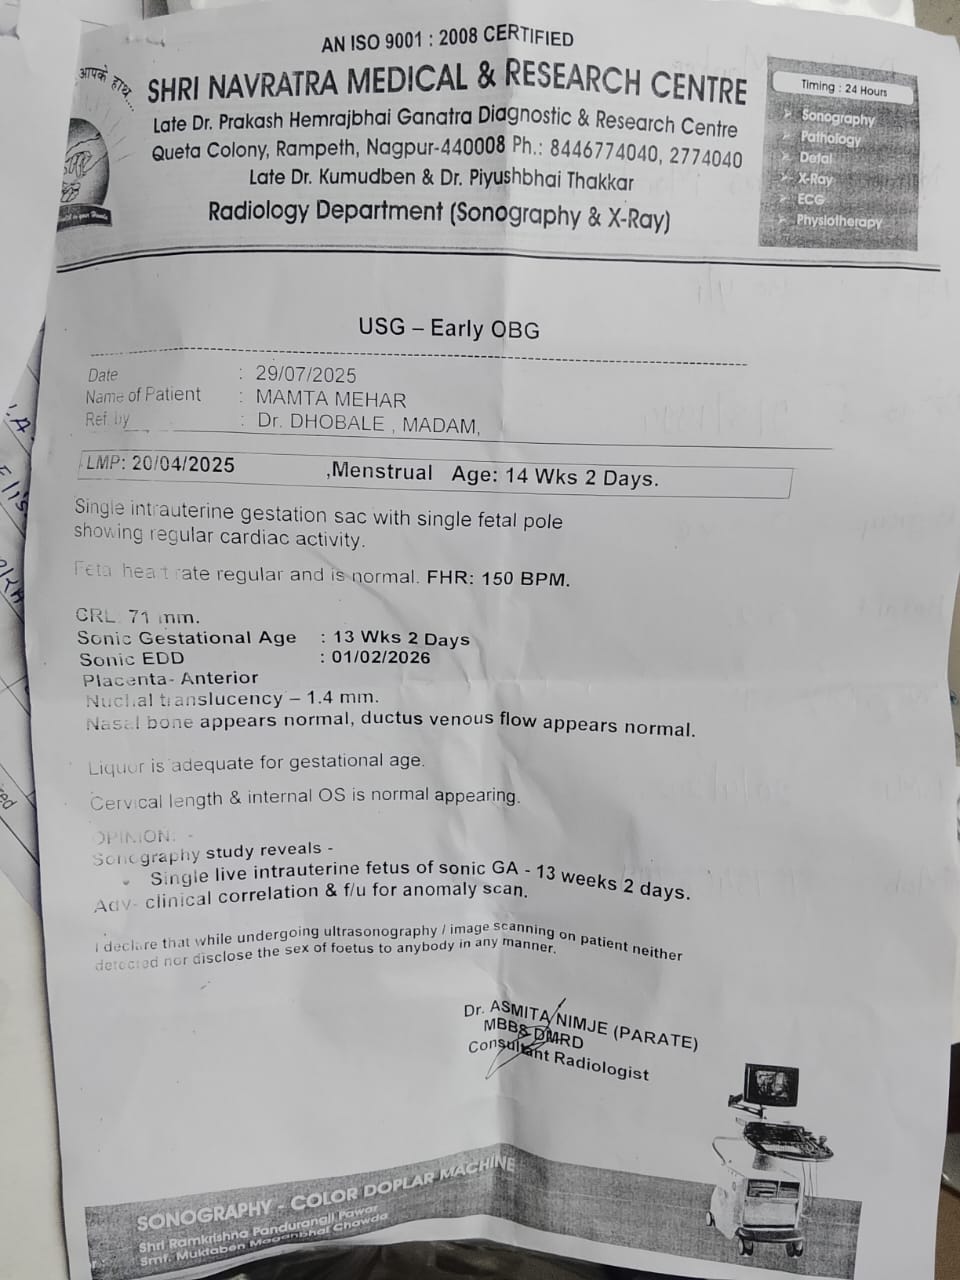 AN ISO 9001 : 2008 CERTIFIED
आपके हाथ....
SHRI NAVRATRA MEDICAL & RESEARCH CENTRE
Late Dr. Prakash Hemrajbhai Ganatra Diagnostic & Research Centre
Queta Colony, Rampeth, Nagpur-440008 Ph.: 8446774040, 2774040
Late Dr. Kumudben & Dr. Piyushbhai Thakkar
Radiology Department (Sonography & X-Ray)
Timing : 24 Hours
Sonography
Pathology
Detal
X-Ray
ECG
Physiotherapy
USG – Early OBG
Date : 29/07/2025
Name of Patient : MAMTA MEHAR
Ref. by : Dr. DHOBALE , MADAM,
LMP: 20/04/2025 ,Menstrual Age: 14 Wks 2 Days.
Single intrauterine gestation sac with single fetal pole
showing regular cardiac activity.
Fetal heart rate regular and is normal. FHR: 150 BPM.
CRL: 71 mm.
Sonic Gestational Age : 13 Wks 2 Days
Sonic EDD : 01/02/2026
Placenta- Anterior
Nuchal translucency – 1.4 mm.
Nasal bone appears normal, ductus venous flow appears normal.
Liquor is adequate for gestational age.
Cervical length & internal OS is normal appearing.
OPINION: -
Sonography study reveals -
• Single live intrauterine fetus of sonic GA - 13 weeks 2 days.
Adv- clinical correlation & f/u for anomaly scan.
I declare that while undergoing ultrasonography / image scanning on patient neither
detected nor disclose the sex of foetus to anybody in any manner.
Dr. ASMITA NIMJE (PARATE)
MBBS DMRD
Consultant Radiologist
SONOGRAPHY - COLOR DOPLAR MACHINE
Shri Ramkrishna Pandurangji Pawar
Smt. Muktaben Maganbhai Chawda